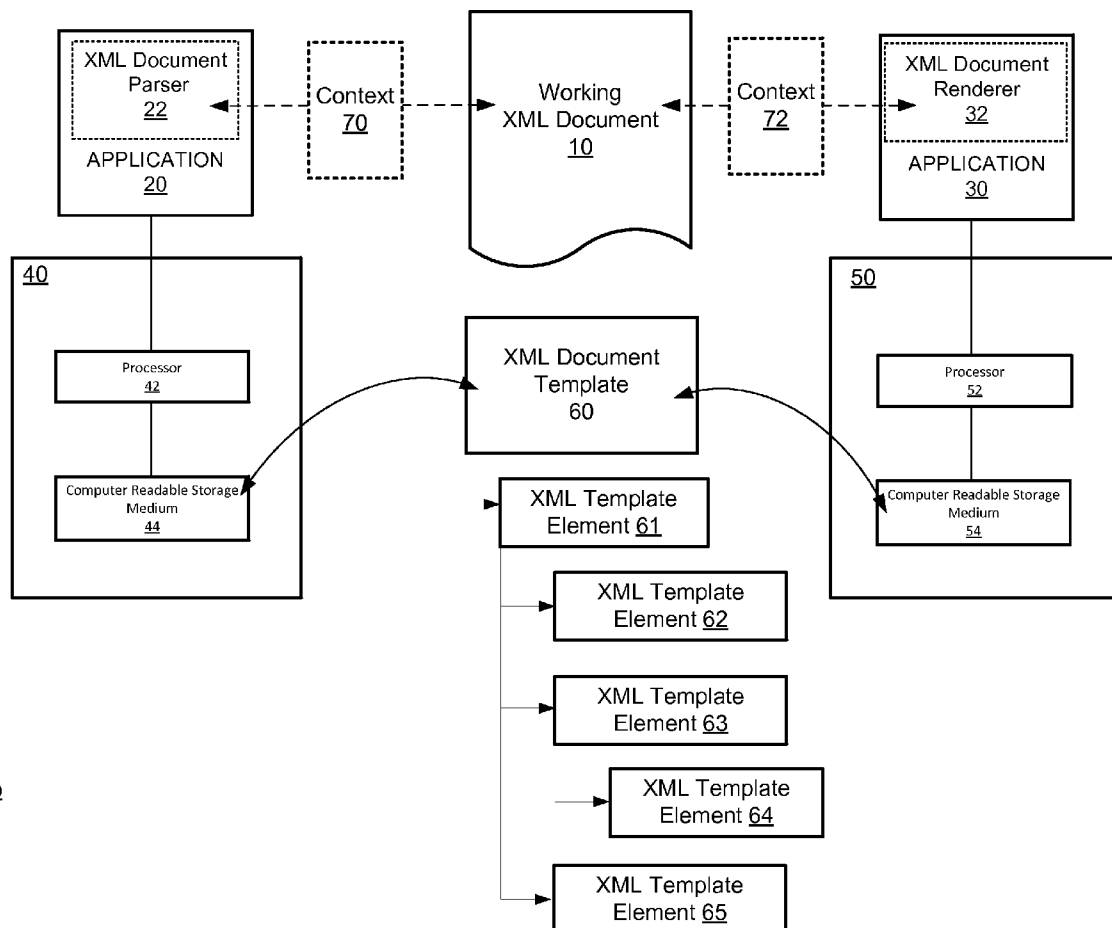 XML Document
Parser
22
APPLICATION
20
Context
70
Working
XML Document
10
Context
72
XML Document
Renderer
32
APPLICATION
30
40
Processor
42
Computer Readable Storage
Medium
44
XML Document
Template
60
50
Processor
52
Computer Readable Storage
Medium
54
XML Template
Element 61
XML Template
Element 62
XML Template
Element 63
XML Template
Element 64
XML Template
Element 65